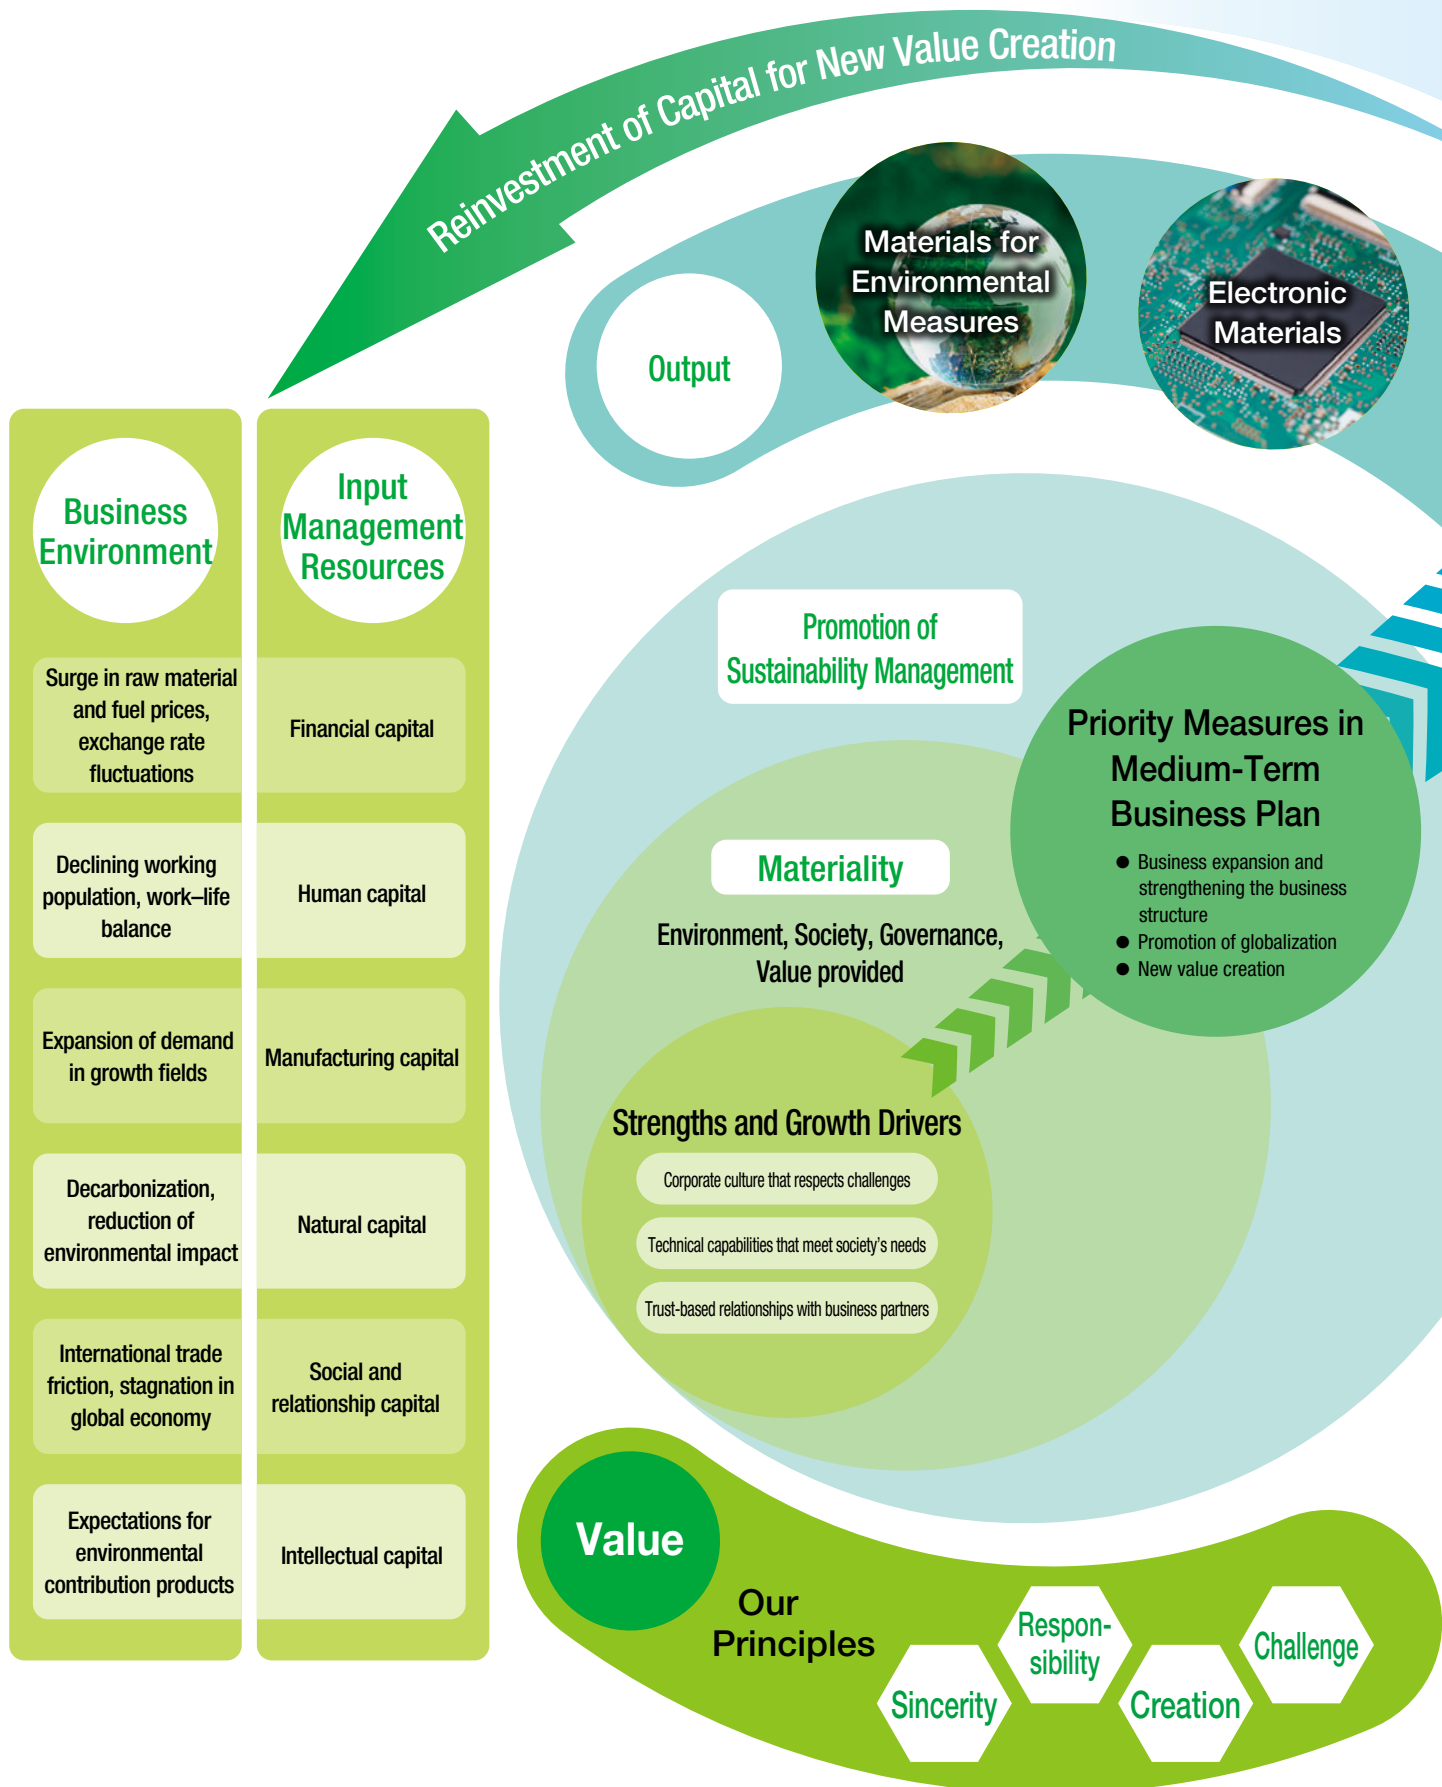 Reinvestment of Capital for New Value Creation
Output
Materials for
Environmental
Measures
Electronic
Materials
Business
Environment
Surge in raw material
and fuel prices,
exchange rate
fluctuations
Declining working
population, work–life
balance
Expansion of demand
in growth fields
Decarbonization,
reduction of
environmental impact
International trade
friction, stagnation in
global economy
Expectations for
environmental
contribution products
Input
Management
Resources
Financial capital
Human capital
Manufacturing capital
Natural capital
Social and
relationship capital
Intellectual capital
Promotion of
Sustainability Management
Materiality
Environment, Society, Governance,
Value provided
Strengths and Growth Drivers
Corporate culture that respects challenges
Technical capabilities that meet society's needs
Trust-based relationships with business partners
Priority Measures in
Medium-Term
Business Plan
● Business expansion and
strengthening the business
structure
● Promotion of globalization
● New value creation
Value
Our
Principles
Sincerity
Respon-
sibility
Creation
Challenge